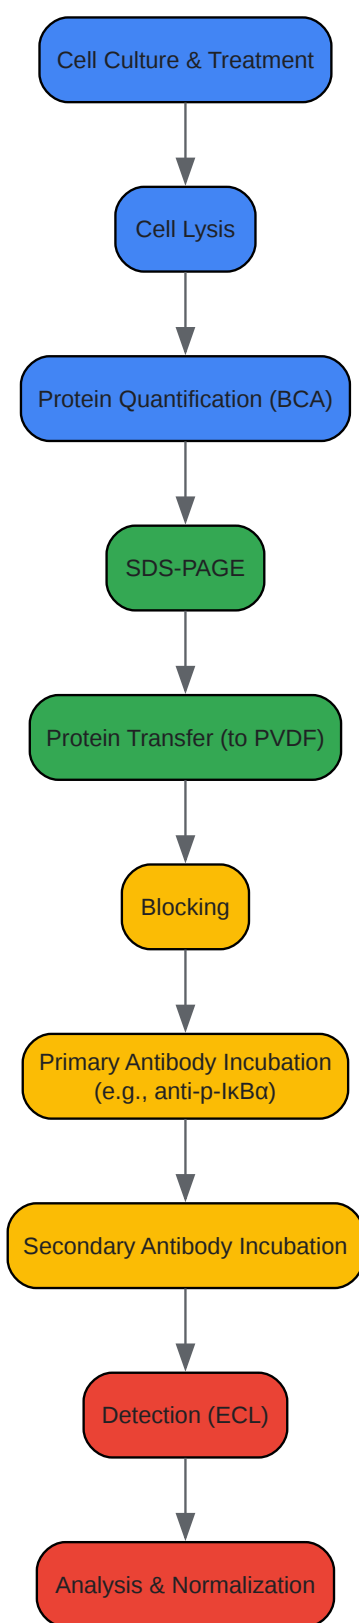 Cell Culture & Treatment
Cell Lysis
Protein Quantification (BCA)
SDS-PAGE
Protein Transfer (to PVDF)
Blocking
Primary Antibody Incubation
(e.g., anti-p-IκBα)
Secondary Antibody Incubation
Detection (ECL)
Analysis & Normalization